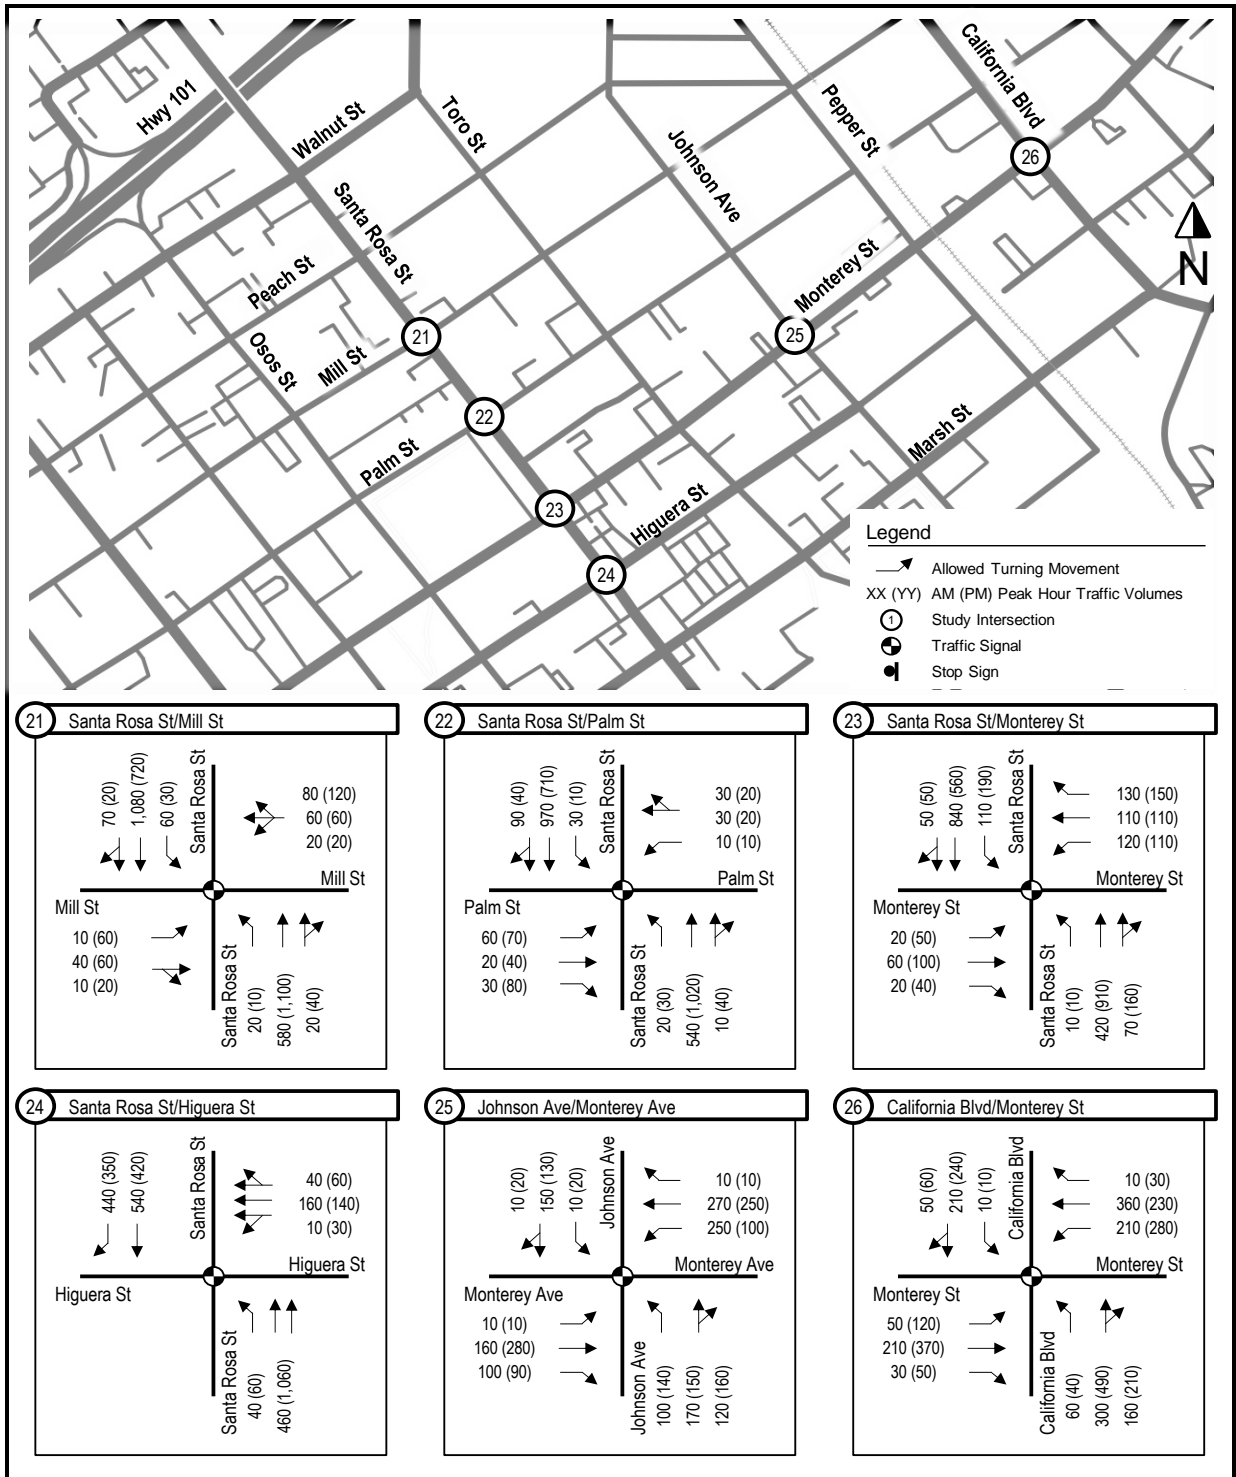 California Blvd
Hwy 101
Walnut St
Toro St
Pepper St
Johnson Ave
26
Santa Rosa St
N
Peach St
Monterey St
21
25
Osos St
Mill St
22
Marsh St
Palm St
23
Higuera St
24
Legend
Allowed Turning Movement
XX (YY) AM (PM) Peak Hour Traffic Volumes
1 Study Intersection
Traffic Signal
Stop Sign
21 Santa Rosa St/Mill St
70 (20)
1,080 (720)
60 (30)
Santa Rosa St
80 (120)
60 (60)
20 (20)
Mill St
Mill St
10 (60)
40 (60)
10 (20)
Santa Rosa St
20 (10)
580 (1,100)
20 (40)
22 Santa Rosa St/Palm St
90 (40)
970 (710)
30 (10)
Santa Rosa St
30 (20)
30 (20)
10 (10)
Palm St
Palm St
60 (70)
20 (40)
30 (80)
Santa Rosa St
20 (30)
540 (1,020)
10 (40)
23 Santa Rosa St/Monterey St
50 (50)
840 (560)
110 (190)
Santa Rosa St
130 (150)
110 (110)
120 (110)
Monterey St
Monterey St
20 (50)
60 (100)
20 (40)
Santa Rosa St
10 (10)
420 (910)
70 (160)
24 Santa Rosa St/Higuera St
440 (350)
540 (420)
Santa Rosa St
40 (60)
160 (140)
10 (30)
Higuera St
Higuera St
Santa Rosa St
40 (60)
460 (1,060)
25 Johnson Ave/Monterey Ave
10 (20)
150 (130)
10 (20)
Johnson Ave
10 (10)
270 (250)
250 (100)
Monterey Ave
Monterey Ave
10 (10)
160 (280)
100 (90)
Johnson Ave
100 (140)
170 (150)
120 (160)
26 California Blvd/Monterey St
50 (60)
210 (240)
10 (10)
California Blvd
10 (30)
360 (230)
210 (280)
Monterey St
Monterey St
50 (120)
210 (370)
30 (50)
California Blvd
60 (40)
300 (490)
160 (210)